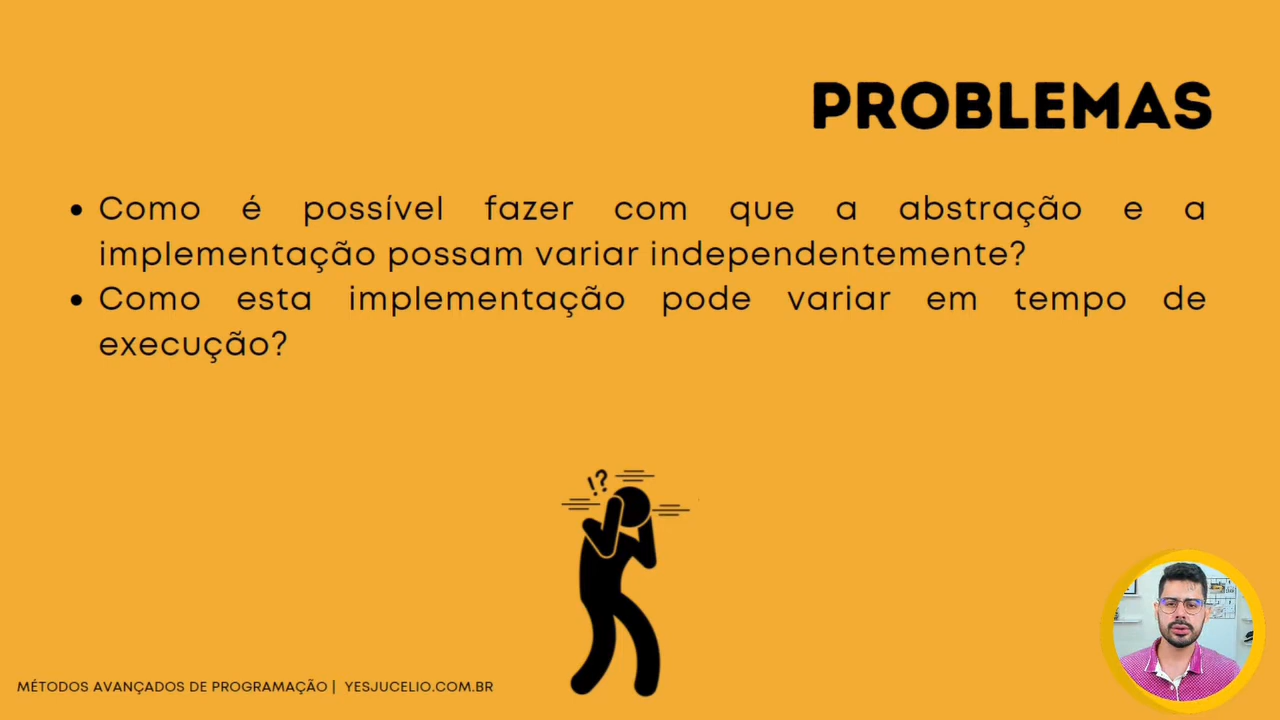 PROBLEMAS
• Como é possível fazer com que a abstração e a
implementação possam variar independentemente?
• Como esta implementação pode variar em tempo de
execução?
!?
MÉTODOS AVANÇADOS DE PROGRAMAÇÃO | YESJUCELIO.COM.BR